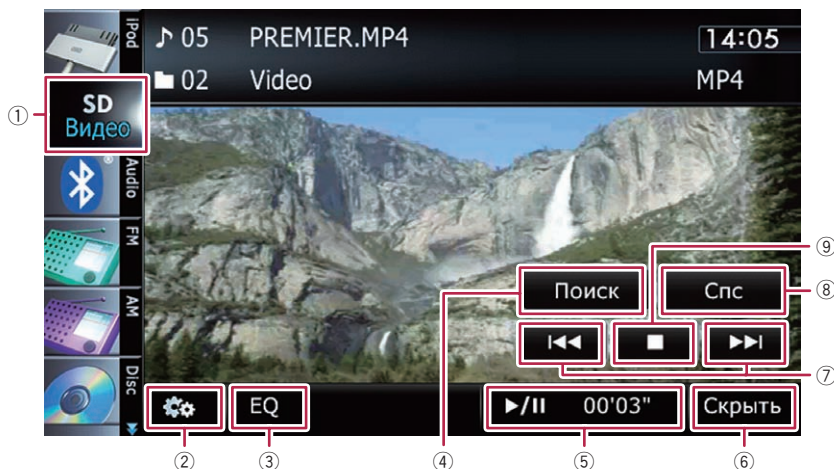 iPod
♪ 05 PREMIER.MP4 14:05
02 Video MP4
① SD
Видео
Audio
FM
AM
Disc
⑨
④ Поиск Спс ⑧
⑦
EQ ►/II 00'03" Скрыть
② ③ ⑤ ⑥